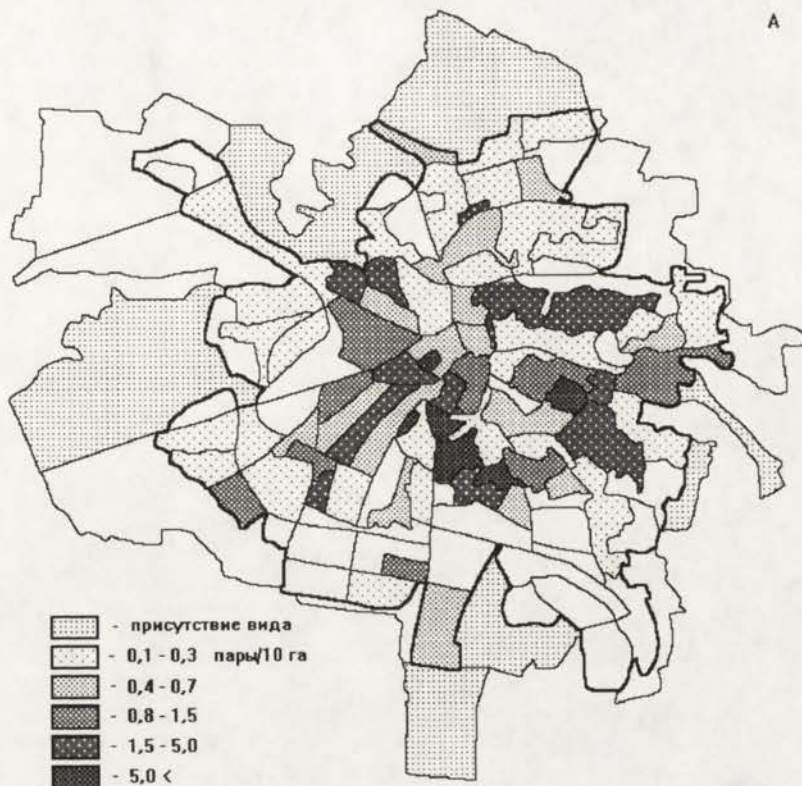 А
- присутствие вида
- 0,1 - 0,3 пары/10 га
- 0,4 - 0,7
- 0,8 - 1,5
- 1,5 - 5,0
- 5,0 <